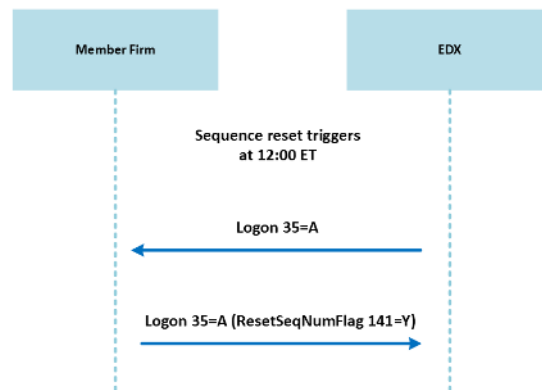 Member Firm
EDX
Sequence reset triggers
at 12:00 ET
Logon 35=A
Logon 35=A (ResetSeqNumFlag 141=Y)